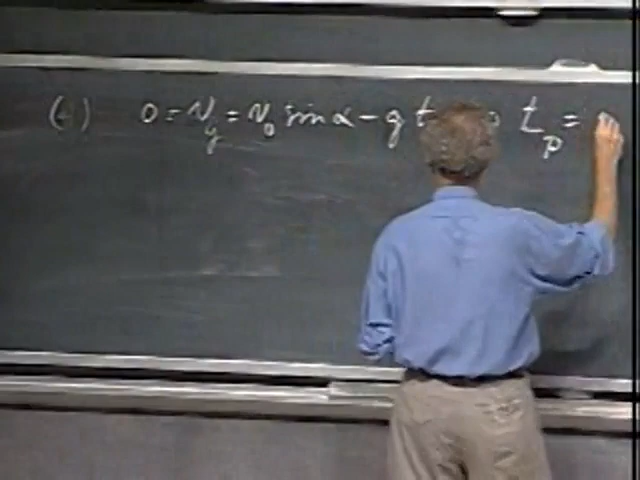 (4) 0 = v_y = v_0 sin α - g t t_p =